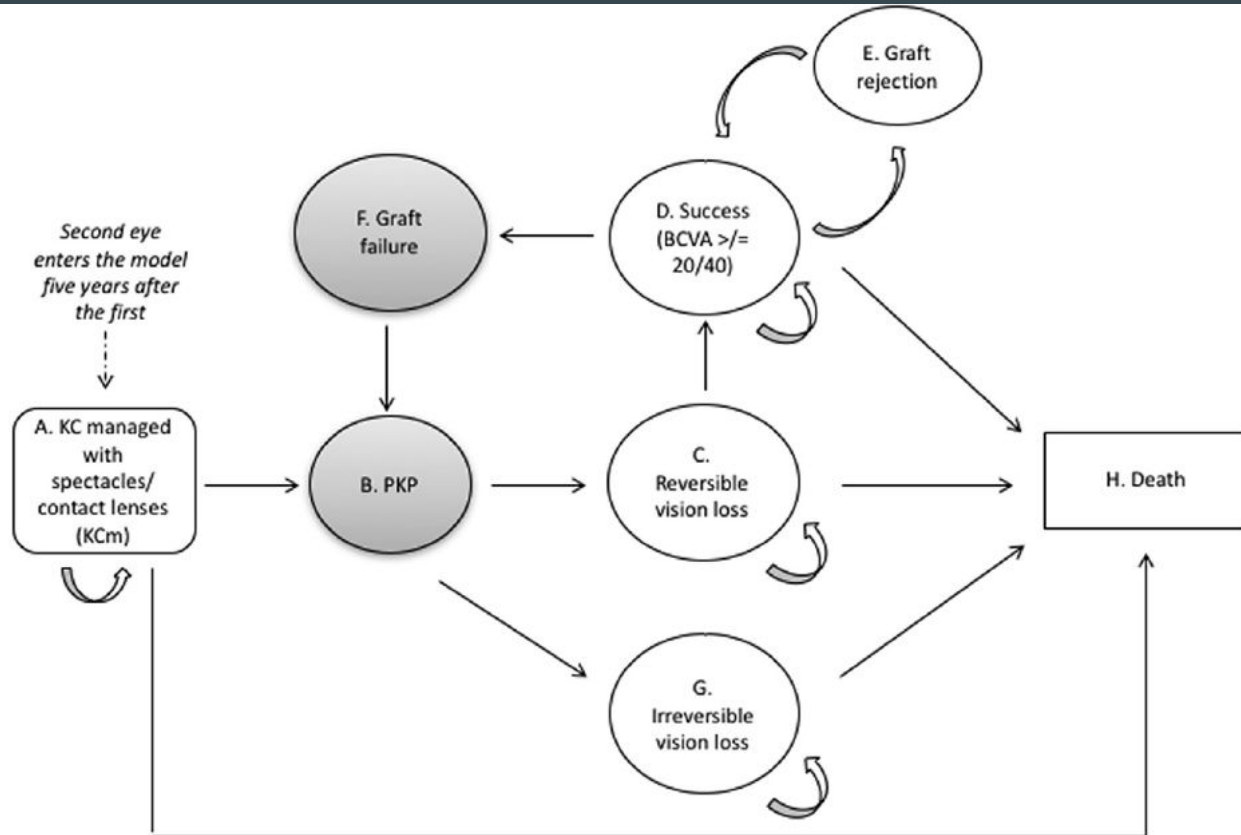 E. Graft
rejection
F. Graft
failure
D. Success
(BCVA >/=
20/40)
Second eye
enters the model
five years after
the first
A. KC managed
with
spectacles/
contact lenses
(KCm)
B. PKP
C.
Reversible
vision loss
H. Death
G.
Irreversible
vision loss